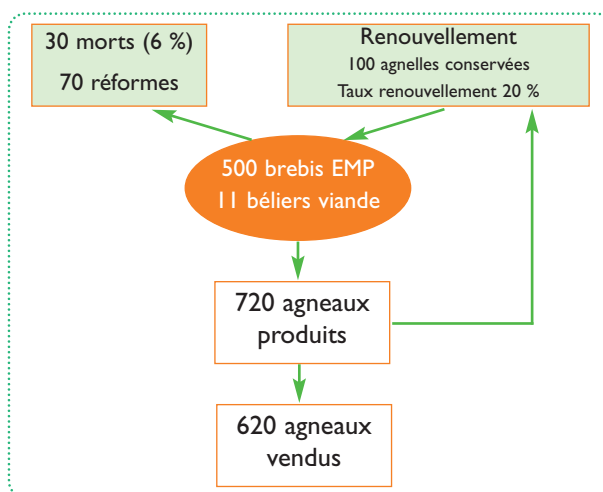 30 morts (6 %)
70 réformes
Renouvellement
100 agnelles conservées
Taux renouvellement 20 %
500 brebis EMP
11 béliers viande
720 agneaux
produits
620 agneaux
vendus